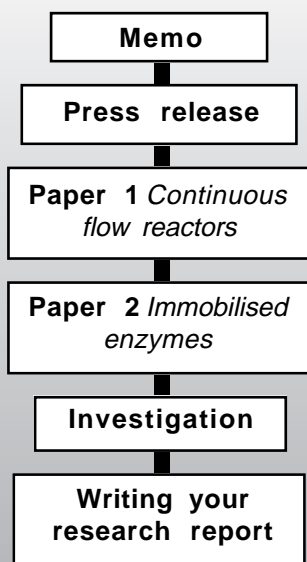 Memo
Press release
Paper 1 Continuous
flow reactors
Paper 2 Immobilised
enzymes
Investigation
Writing your
research report